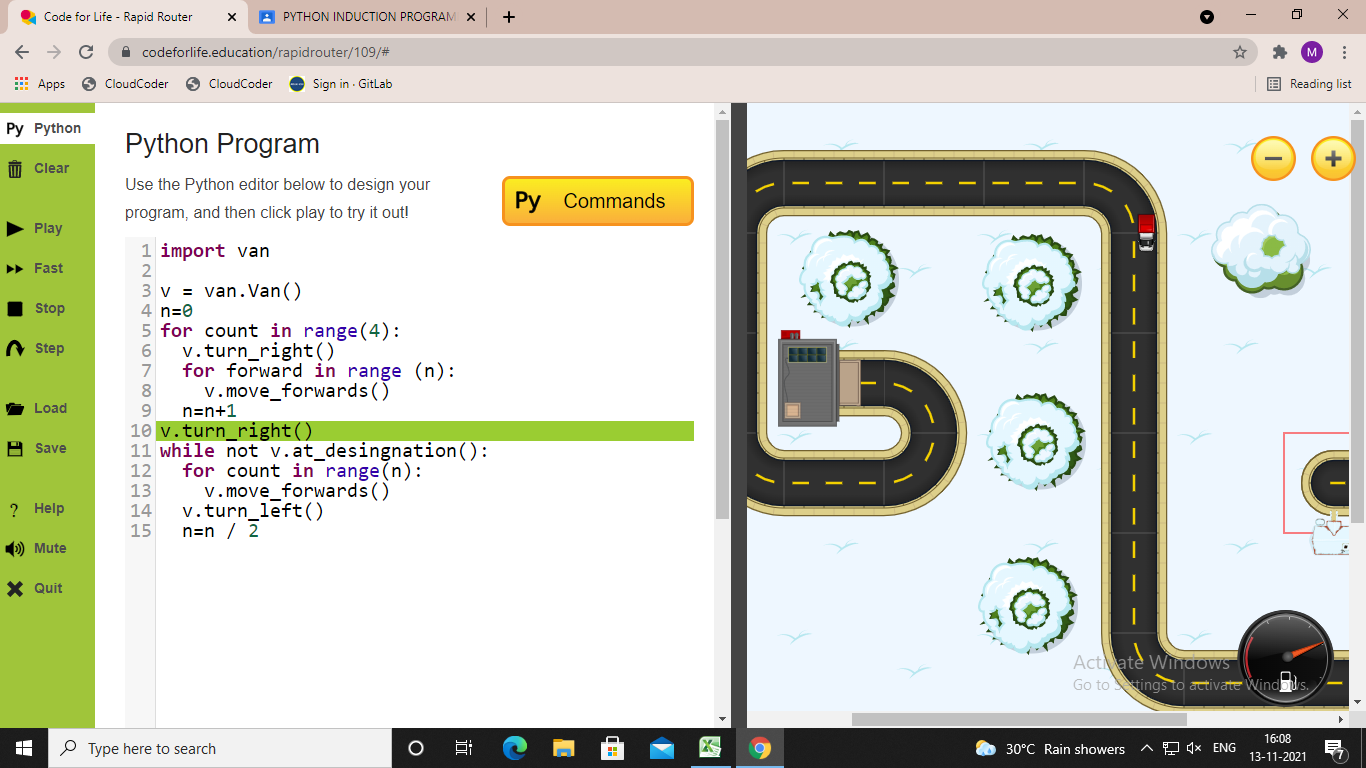 Code for Life - Rapid Router
PYTHON INDUCTION PROGRAM
codeforlife.education/rapidrouter/109/#
M
Apps
CloudCoder
CloudCoder
Sign in · GitLab
Reading list
Py Python
Clear
Play
Fast
Stop
Step
Load
Save
? Help
Mute
Quit
Python Program
Use the Python editor below to design your
program, and then click play to try it out!
Py Commands
1 import van
2
3 v = van.Van()
4 n=0
5 for count in range(4):
6 v.turn_right()
7 for forward in range (n):
8 v.move_forwards()
9 n=n+1
10 v.turn_right()
11 while not v.at_desingnation():
12 for count in range(n):
13 v.move_forwards()
14 v.turn_left()
15 n=n / 2
Activate Windows
Go to Settings to activate Windows.
Type here to search
30°C Rain showers
ENG
16:08
13-11-2021
7